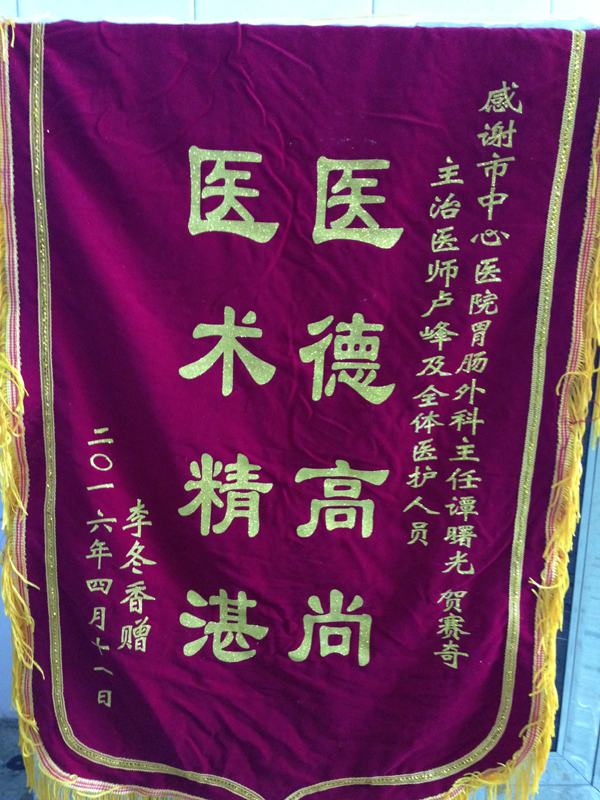 感谢市中心医院胃肠外科主任谭曙光 贺赛奇
主治医师卢峰及全体医护人员
医德高尚
医术精湛
李冬香赠
二〇一六年四月十八日